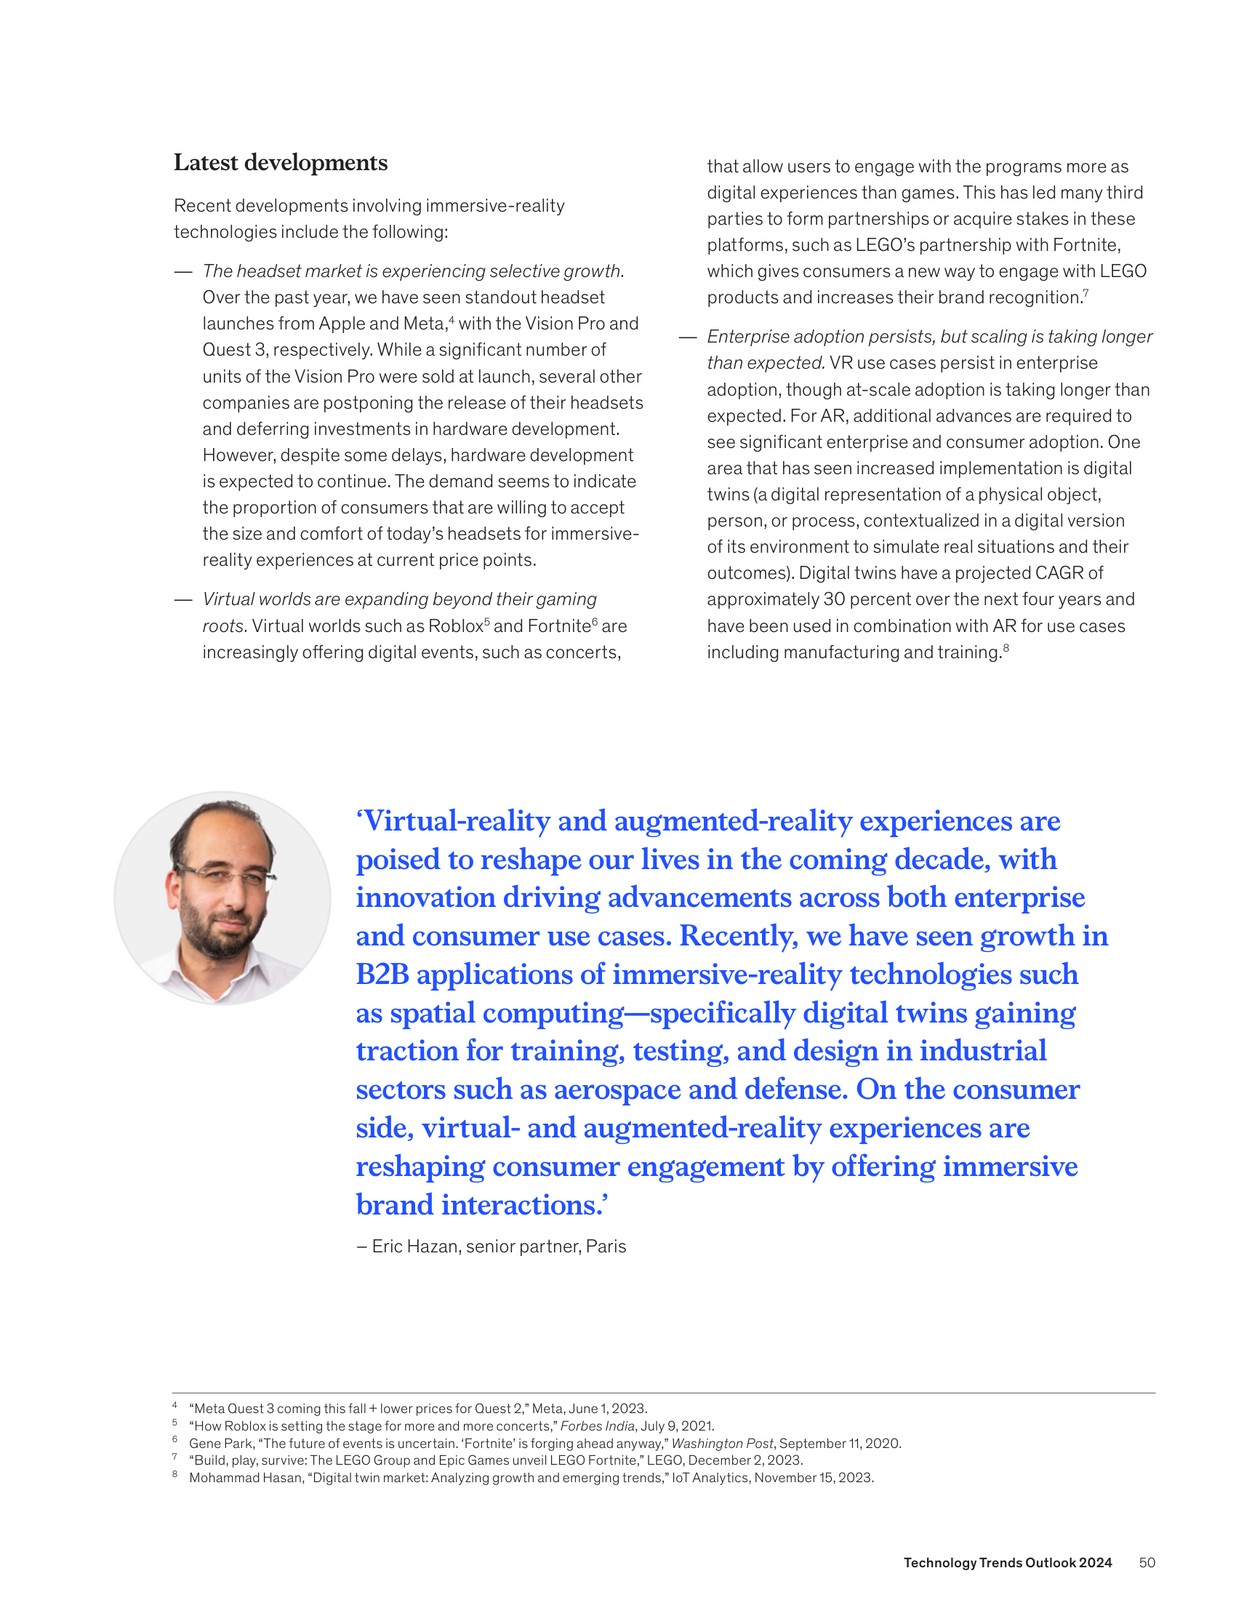 Latest developments
Recent developments involving immersive-reality
technologies include the following:
— The headset market is experiencing selective growth.
Over the past year, we have seen standout headset
launches from Apple and Meta,4 with the Vision Pro and
Quest 3, respectively. While a significant number of
units of the Vision Pro were sold at launch, several other
companies are postponing the release of their headsets
and deferring investments in hardware development.
However, despite some delays, hardware development
is expected to continue. The demand seems to indicate
the proportion of consumers that are willing to accept
the size and comfort of today’s headsets for immersive-
reality experiences at current price points.
— Virtual worlds are expanding beyond their gaming
roots. Virtual worlds such as Roblox5 and Fortnite6 are
increasingly offering digital events, such as concerts,
that allow users to engage with the programs more as
digital experiences than games. This has led many third
parties to form partnerships or acquire stakes in these
platforms, such as LEGO’s partnership with Fortnite,
which gives consumers a new way to engage with LEGO
products and increases their brand recognition.7
— Enterprise adoption persists, but scaling is taking longer
than expected. VR use cases persist in enterprise
adoption, though at-scale adoption is taking longer than
expected. For AR, additional advances are required to
see significant enterprise and consumer adoption. One
area that has seen increased implementation is digital
twins (a digital representation of a physical object,
person, or process, contextualized in a digital version
of its environment to simulate real situations and their
outcomes). Digital twins have a projected CAGR of
approximately 30 percent over the next four years and
have been used in combination with AR for use cases
including manufacturing and training.8
‘Virtual-reality and augmented-reality experiences are
poised to reshape our lives in the coming decade, with
innovation driving advancements across both enterprise
and consumer use cases. Recently, we have seen growth in
B2B applications of immersive-reality technologies such
as spatial computing—specifically digital twins gaining
traction for training, testing, and design in industrial
sectors such as aerospace and defense. On the consumer
side, virtual- and augmented-reality experiences are
reshaping consumer engagement by offering immersive
brand interactions.’
– Eric Hazan, senior partner, Paris
4 “Meta Quest 3 coming this fall + lower prices for Quest 2,” Meta, June 1, 2023.
5 “How Roblox is setting the stage for more and more concerts,” Forbes India, July 9, 2021.
6 Gene Park, “The future of events is uncertain. ‘Fortnite’ is forging ahead anyway,” Washington Post, September 11, 2020.
7 “Build, play, survive: The LEGO Group and Epic Games unveil LEGO Fortnite,” LEGO, December 2, 2023.
8 Mohammad Hasan, “Digital twin market: Analyzing growth and emerging trends,” IoT Analytics, November 15, 2023.
Technology Trends Outlook 2024 50